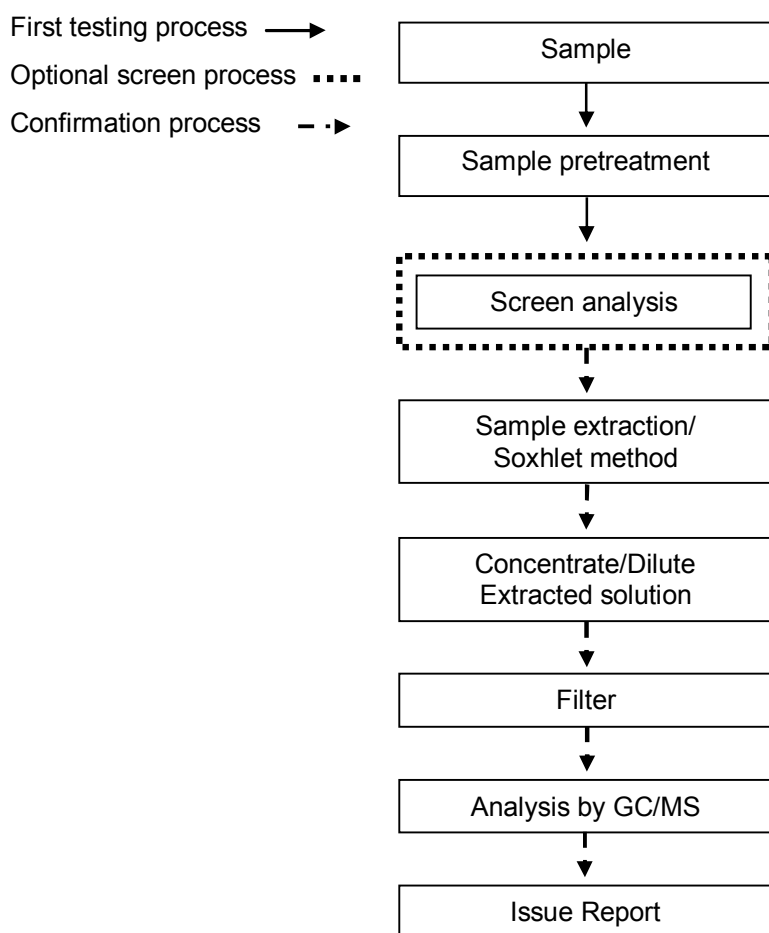 First testing process
Optional screen process
Confirmation process
Sample
Sample pretreatment
Screen analysis
Sample extraction/
Soxhlet method
Concentrate/Dilute
Extracted solution
Filter
Analysis by GC/MS
Issue Report